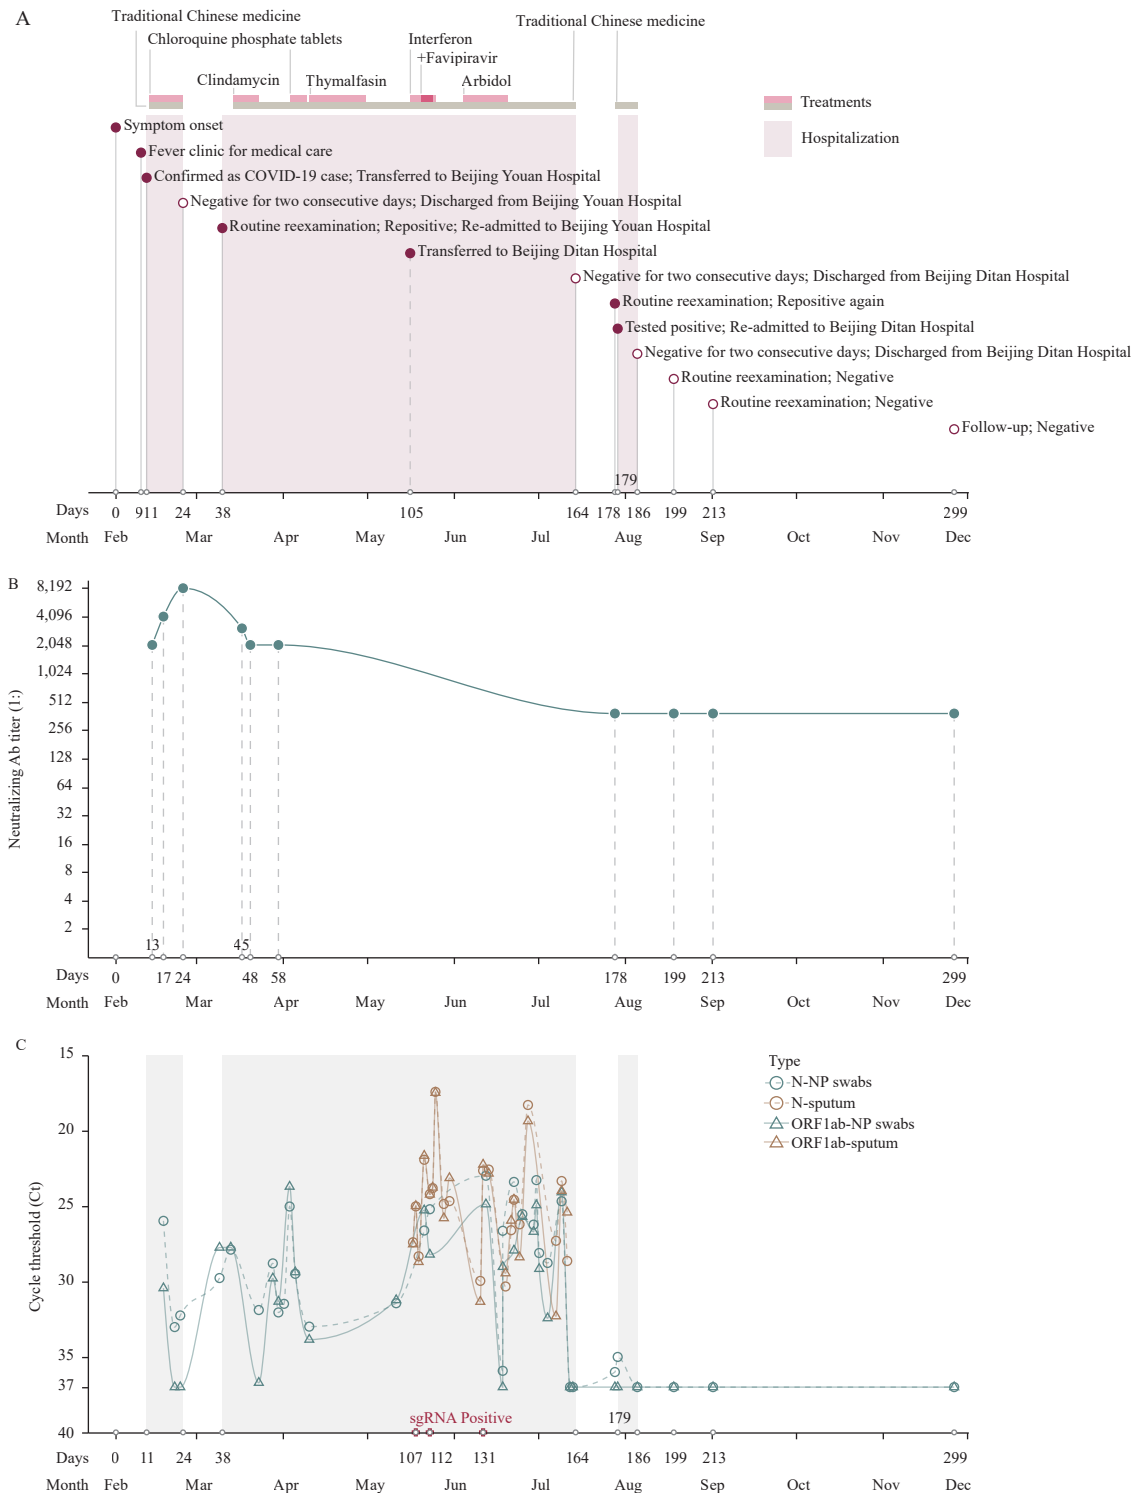 A
Traditional Chinese medicine
Traditional Chinese medicine
Chloroquine phosphate tablets
Interferon
+Favipiravir
Clindamycin
Thymalfasin
Arbidol
Treatments
Hospitalization
Symptom onset
Fever clinic for medical care
Confirmed as COVID-19 case; Transferred to Beijing Youan Hospital
Negative for two consecutive days; Discharged from Beijing Youan Hospital
Routine reexamination; Repositive; Re-admitted to Beijing Youan Hospital
Transferred to Beijing Ditan Hospital
Negative for two consecutive days; Discharged from Beijing Ditan Hospital
Routine reexamination; Repositive again
Tested positive; Re-admitted to Beijing Ditan Hospital
Negative for two consecutive days; Discharged from Beijing Ditan Hospital
Routine reexamination; Negative
Routine reexamination; Negative
Follow-up; Negative
179
Days 0 9 11 24 38 105 164 178 186 199 213 299
Month Feb Mar Apr May Jun Jul Aug Sep Oct Nov Dec
B
Neutralizing Ab titer (1:)
8,192
4,096
2,048
1,024
512
256
128
64
32
16
8
4
2
13 45
Days 0 17 24 48 58 178 199 213 299
Month Feb Mar Apr May Jun Jul Aug Sep Oct Nov Dec
C
Cycle threshold (Ct)
15
20
25
30
35
37
40
Type
N-NP swabs
N-sputum
ORF1ab-NP swabs
ORF1ab-sputum
sgRNA Positive
179
Days 0 11 24 38 107 112 131 164 186 199 213 299
Month Feb Mar Apr May Jun Jul Aug Sep Oct Nov Dec